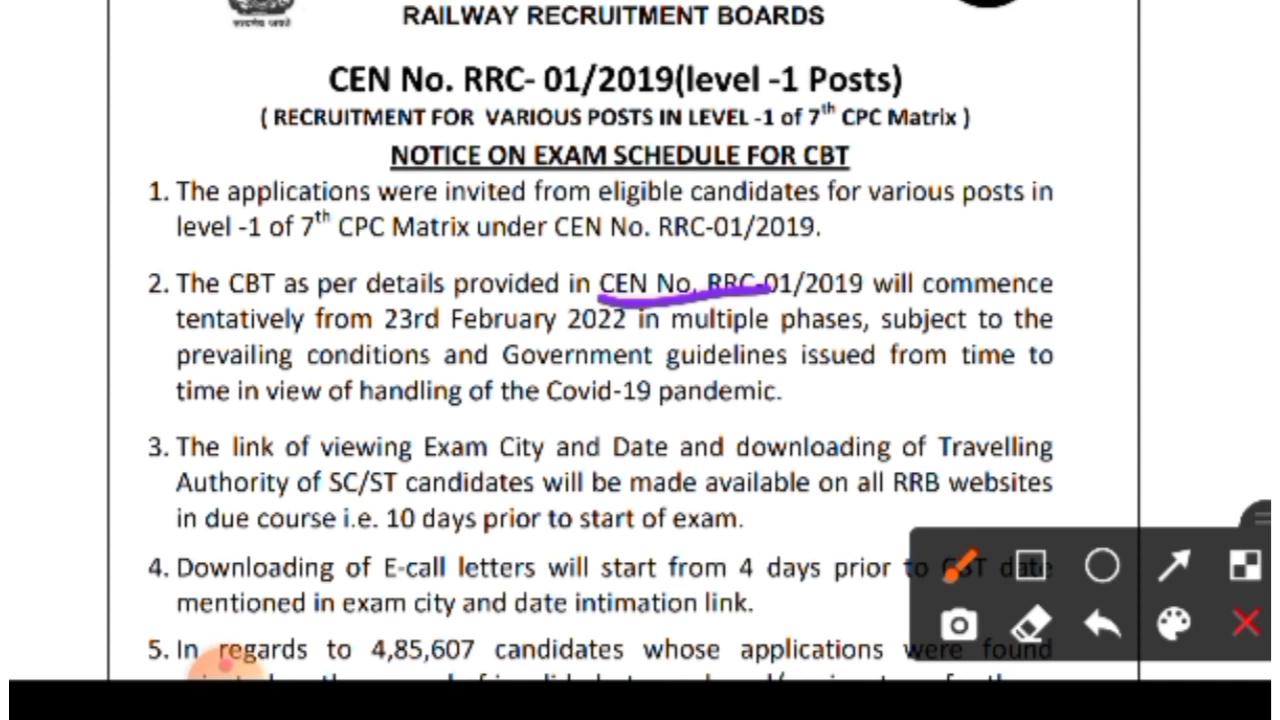 सत्यमेव जयते
RAILWAY RECRUITMENT BOARDS
CEN No. RRC- 01/2019(level -1 Posts)
( RECRUITMENT FOR VARIOUS POSTS IN LEVEL -1 of 7th CPC Matrix )
NOTICE ON EXAM SCHEDULE FOR CBT
1. The applications were invited from eligible candidates for various posts in
level -1 of 7th CPC Matrix under CEN No. RRC-01/2019.
2. The CBT as per details provided in CEN No. RRC-01/2019 will commence
tentatively from 23rd February 2022 in multiple phases, subject to the
prevailing conditions and Government guidelines issued from time to
time in view of handling of the Covid-19 pandemic.
3. The link of viewing Exam City and Date and downloading of Travelling
Authority of SC/ST candidates will be made available on all RRB websites
in due course i.e. 10 days prior to start of exam.
4. Downloading of E-call letters will start from 4 days prior to CBT date
mentioned in exam city and date intimation link.
5. In regards to 4,85,607 candidates whose applications were found